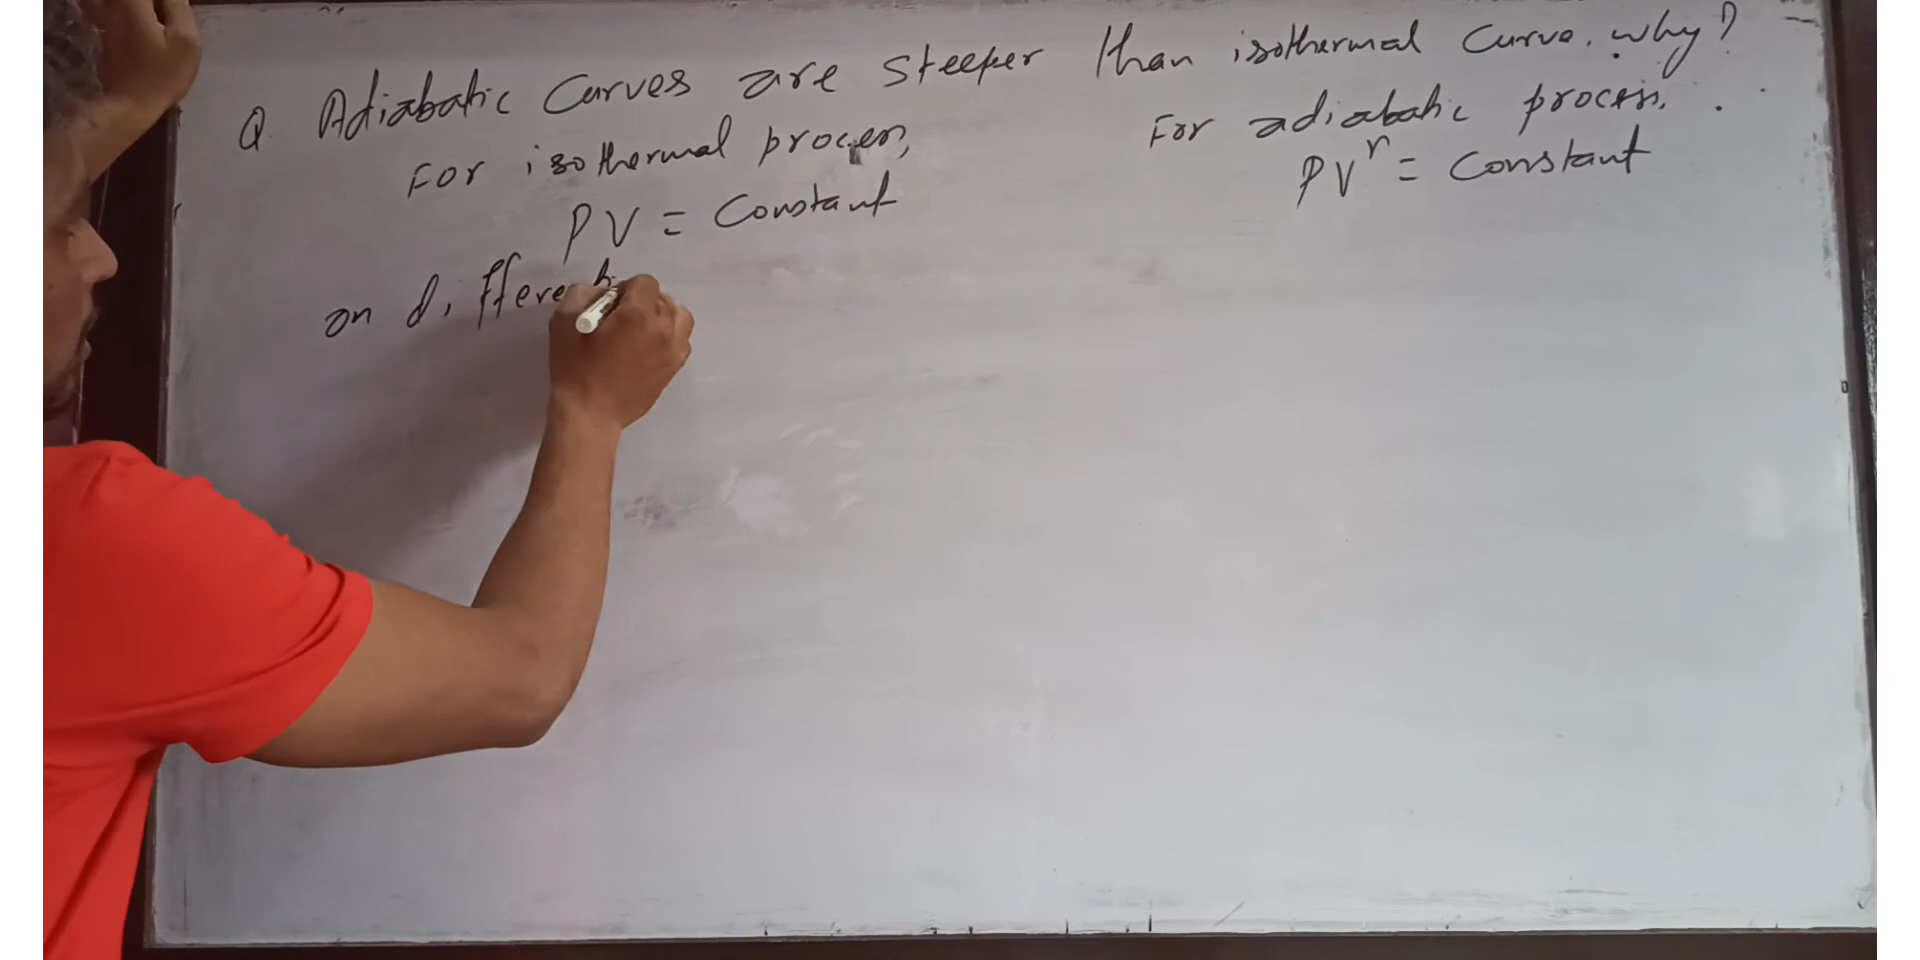 Q Adiabatic Curves are steeper than isothermal Curve. why?
For isothermal process,
PV = Constant
on differenti
For adiabatic process.
PV^r = Constant